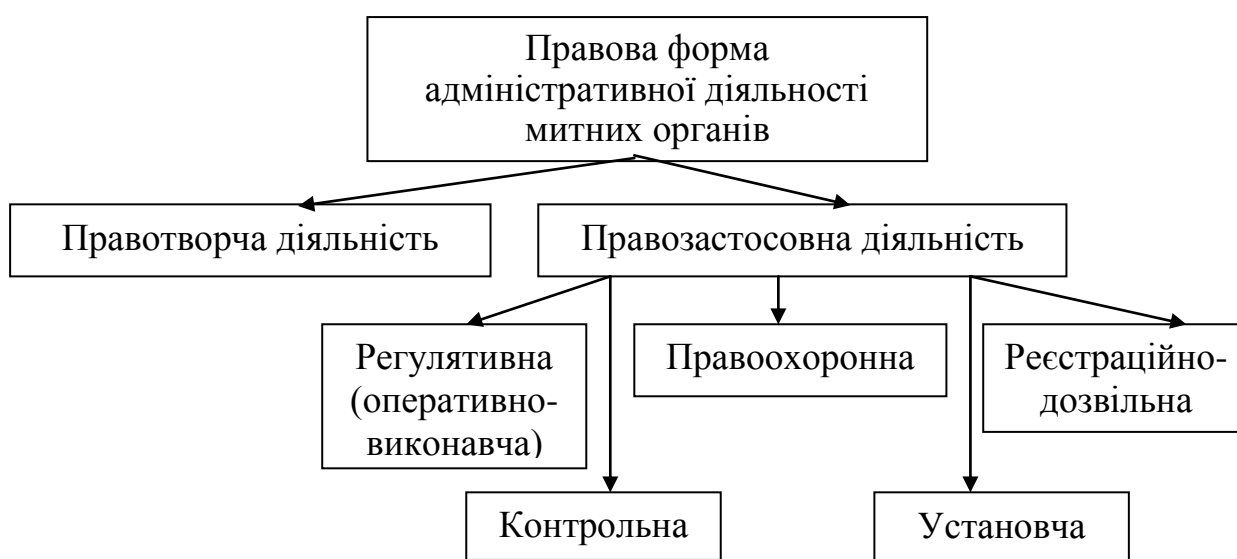 Правова форма
адміністративної діяльності
митних органів
Правотворча діяльність
Правозастосовна діяльність
Регулятивна
(оперативно-
виконавча)
Правоохоронна
Реєстраційно-
дозвільна
Контрольна
Установча